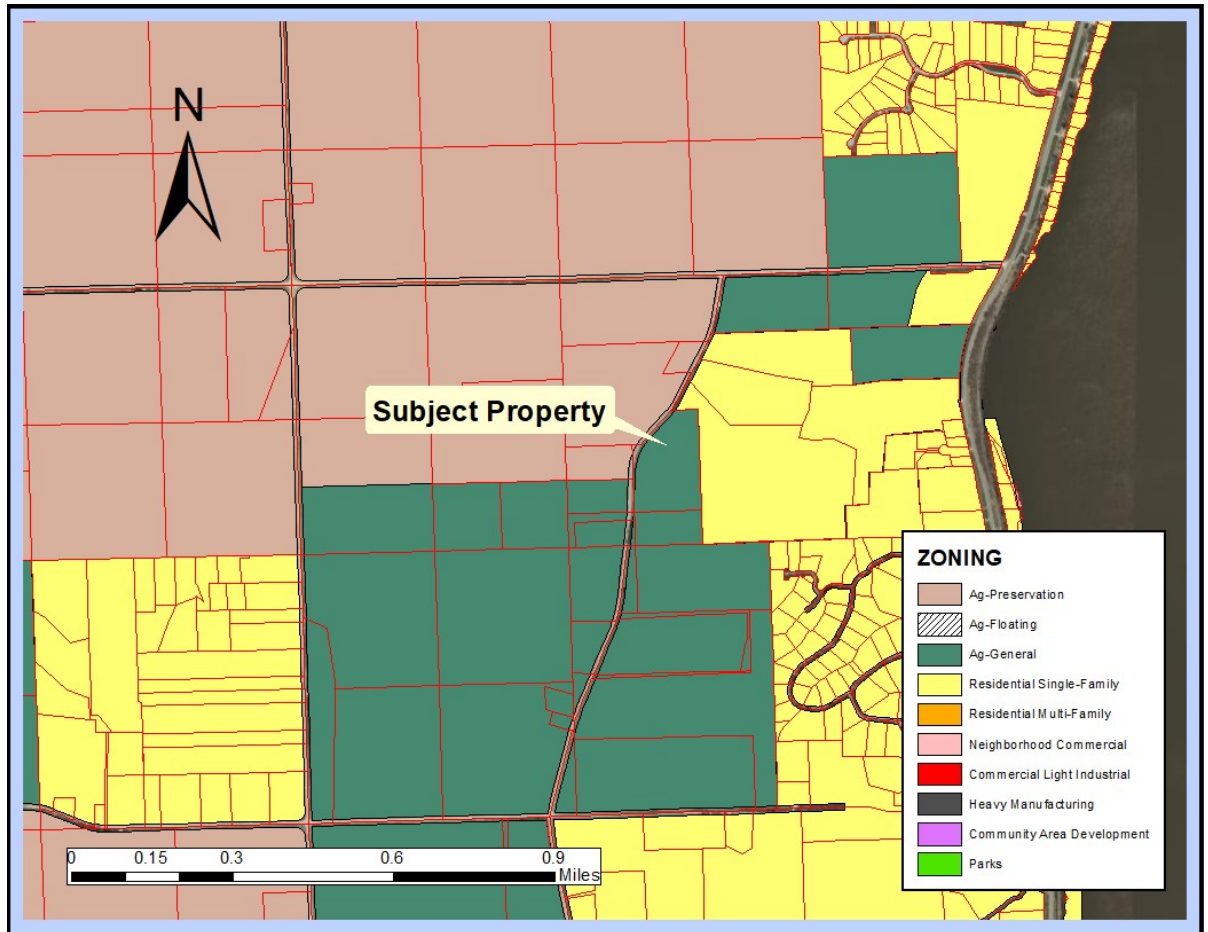 N
Subject Property
ZONING
Ag-Preservation
Ag-Floating
Ag-General
Residential Single-Family
Residential Multi-Family
Neighborhood Commercial
Commercial Light Industrial
Heavy Manufacturing
Community Area Development
Parks
0 0.15 0.3 0.6 0.9
Miles